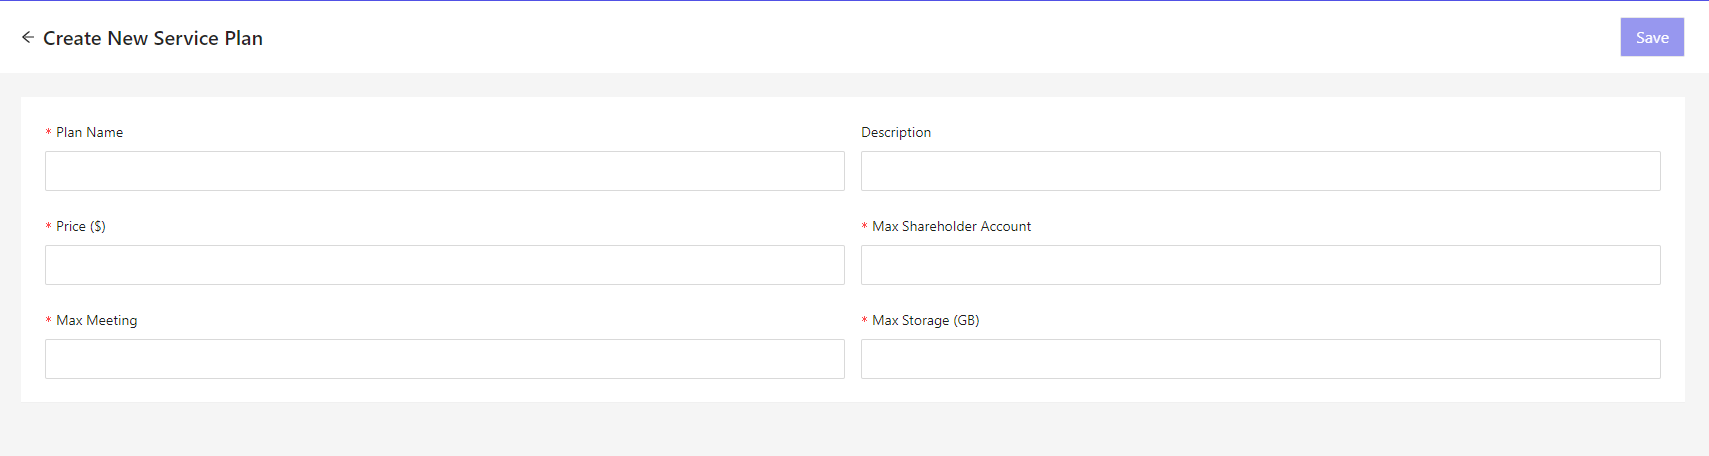 Create New Service Plan
Save
* Plan Name
Description
* Price ($)
* Max Shareholder Account
* Max Meeting
* Max Storage (GB)